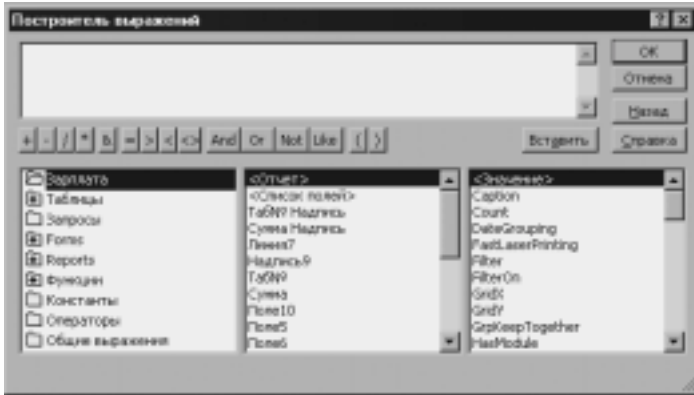 Построитель выражений
OK
Отмена
Назад
+ - / * & = > < <> And Or Not Like ( )
Вставить
Справка
Зарплата
Таблицы
Запросы
Forms
Reports
Функции
Константы
Операторы
Общие выражения
<Отчет>
<Список полей>
Таб№ Надпись
Сумма Надпись
Линия7
Надпись9
Таб№
Сумма
Поле10
Поле5
Поле6
<Значение>
Caption
Count
DateGrouping
FastLaserPrinting
Filter
FilterOn
GridX
GridY
GrpKeepTogether
HasModule